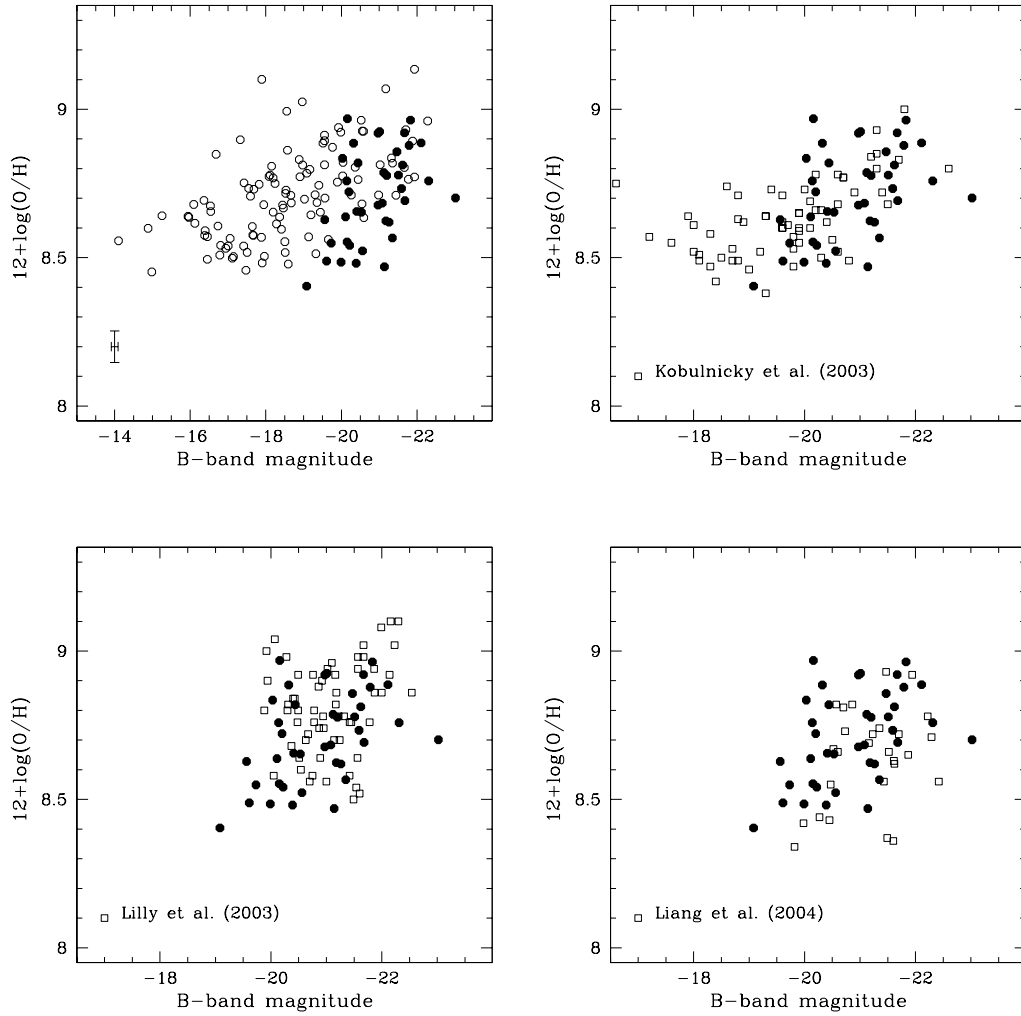 9
8.5
8
12+log(O/H)
−14 −16 −18 −20 −22
B−band magnitude
9
8.5
8
12+log(O/H)
Kobulnicky et al. (2003)
−18 −20 −22
B−band magnitude
9
8.5
8
12+log(O/H)
Lilly et al. (2003)
−18 −20 −22
B−band magnitude
9
8.5
8
12+log(O/H)
Liang et al. (2004)
−18 −20 −22
B−band magnitude